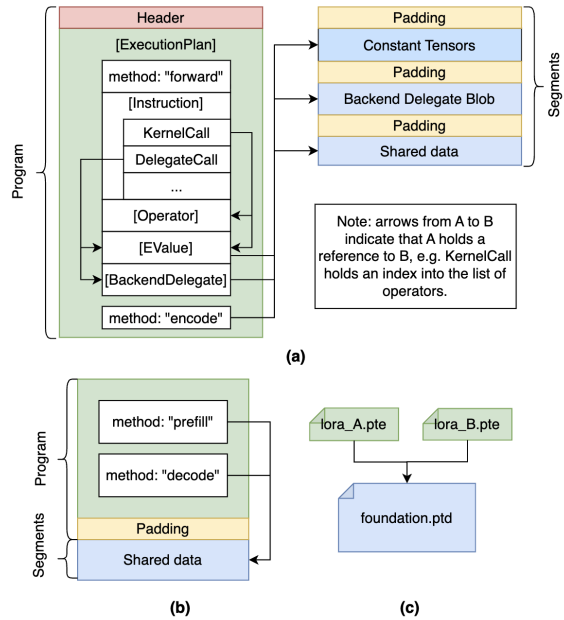 Header
[ExecutionPlan]
method: "forward"
[Instruction]
KernelCall
DelegateCall
...
[Operator]
[EValue]
[BackendDelegate]
method: "encode"
Program
Padding
Constant Tensors
Padding
Backend Delegate Blob
Padding
Shared data
Segments
Note: arrows from A to B
indicate that A holds a
reference to B, e.g. KernelCall
holds an index into the list of
operators.
(a)
Program
method: "prefill"
method: "decode"
Padding
Segments
Shared data
(b)
lora_A.pte
lora_B.pte
foundation.ptd
(c)